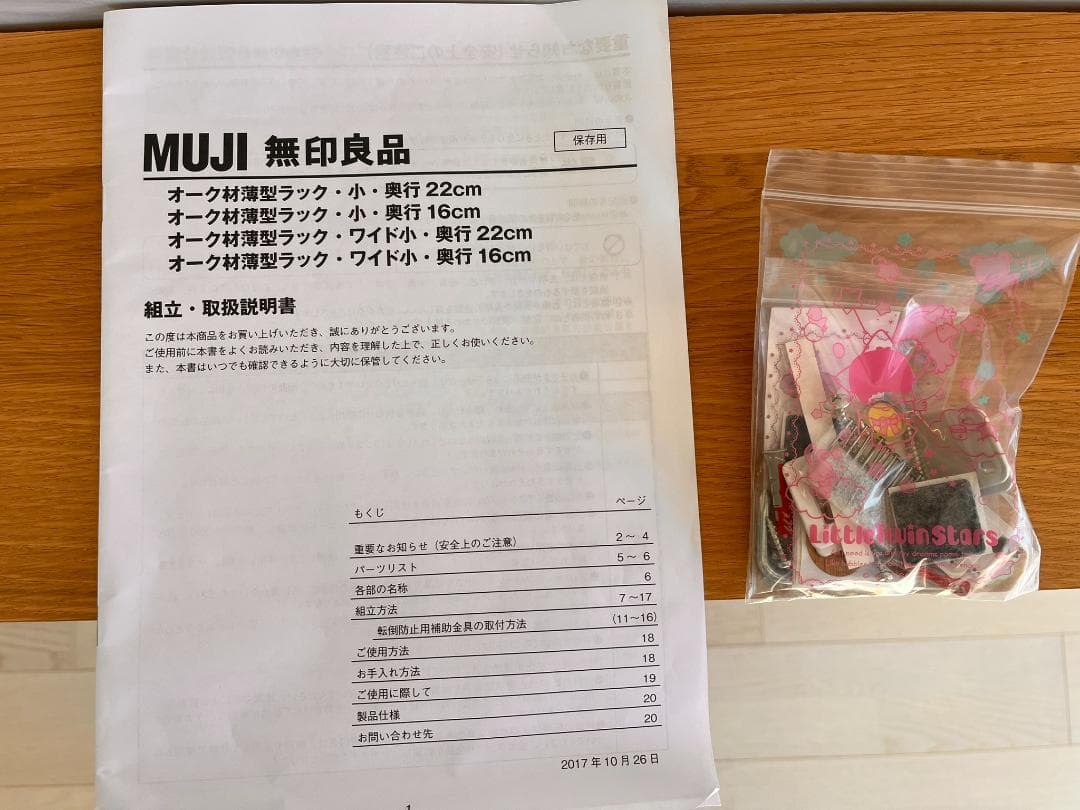 MUJI 無印良品
保存用
オーク材薄型ラック・小・奥行 22cm
オーク材薄型ラック・小・奥行 16cm
オーク材薄型ラック・ワイド小・奥行 22cm
オーク材薄型ラック・ワイド小・奥行 16cm
組立・取扱説明書
この度は本商品をお買い上げいただき、誠にありがとうございます。
ご使用前に本書をよくお読みいただき、内容を理解した上で、正しくお使いください。
また、本書はいつでも確認できるように大切に保管してください。
もくじ ページ
重要なお知らせ（安全上のご注意） 2～ 4
パーツリスト 5～ 6
各部の名称 6
組立方法 7～17
転倒防止用補助金具の取付方法 (11～16)
ご使用方法 18
お手入れ方法 18
ご使用に際して 19
製品仕様 20
お問い合わせ先 20
2017 年 10 月 26 日
1
LittleTwinStars